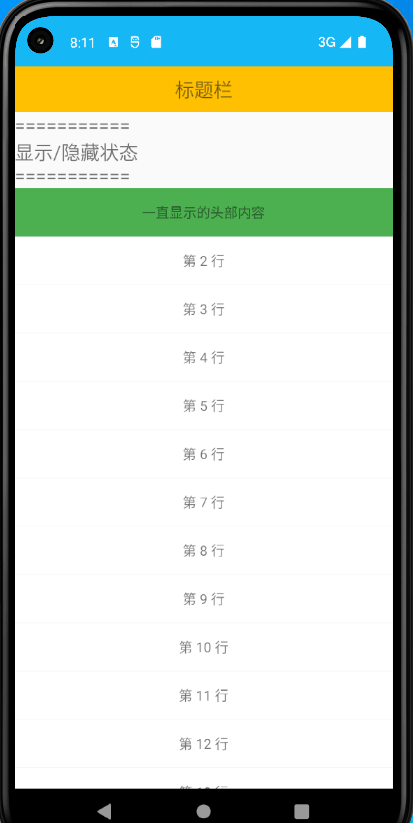 8:11
3G
标题栏
===========
显示/隐藏状态
===========
一直显示的头部内容
第 2 行
第 3 行
第 4 行
第 5 行
第 6 行
第 7 行
第 8 行
第 9 行
第 10 行
第 11 行
第 12 行